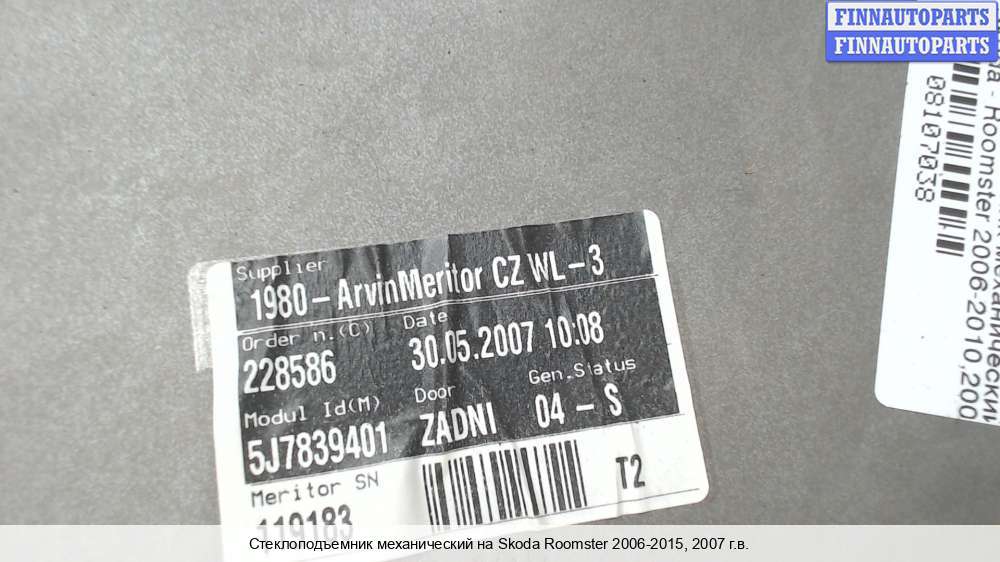 FINNAUTOPARTS
FINNAUTOPARTS
- Roomster 2006-2010,200
08107038
Supplier
1980 - ArvinMeritor CZ WL - 3
Order n.(C)
Date
228586
30.05.2007 10:08
Modul Id(M)
Door
Gen.Status
5J7839401
ZADNI
04 - S
Meritor SN
119183
T2
Стеклоподъемник механический на Skoda Roomster 2006-2015, 2007 г.в.